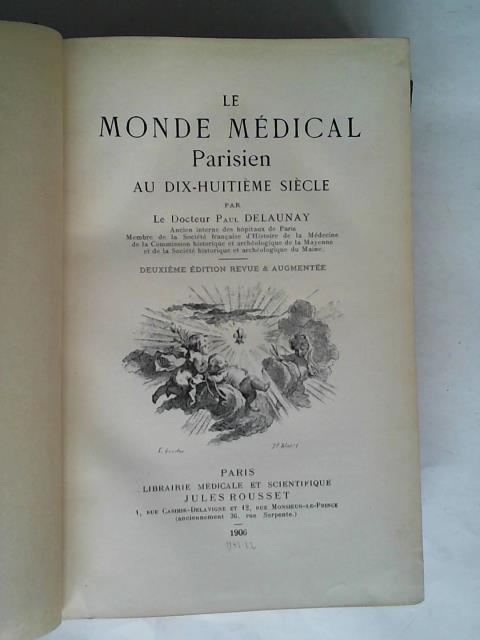 LE
MONDE MÉDICAL
Parisien
AU DIX-HUITIÈME SIÈCLE
PAR
Le Docteur PAUL DELAUNAY
Ancien interne des hôpitaux de Paris
Membre de la Société française d'Histoire de la Médecine
de la Commission historique et archéologique de la Mayenne
et de la Société historique et archéologique du Maine.
DEUXIÈME ÉDITION REVUE & AUGMENTÉE
PARIS
LIBRAIRIE MÉDICALE ET SCIENTIFIQUE
JULES ROUSSET
1, RUE CASIMIR-DELAVIGNE ET 12, RUE MONSIEUR-LE-PRINCE
(anciennement 36, rue Serpente.)
1906